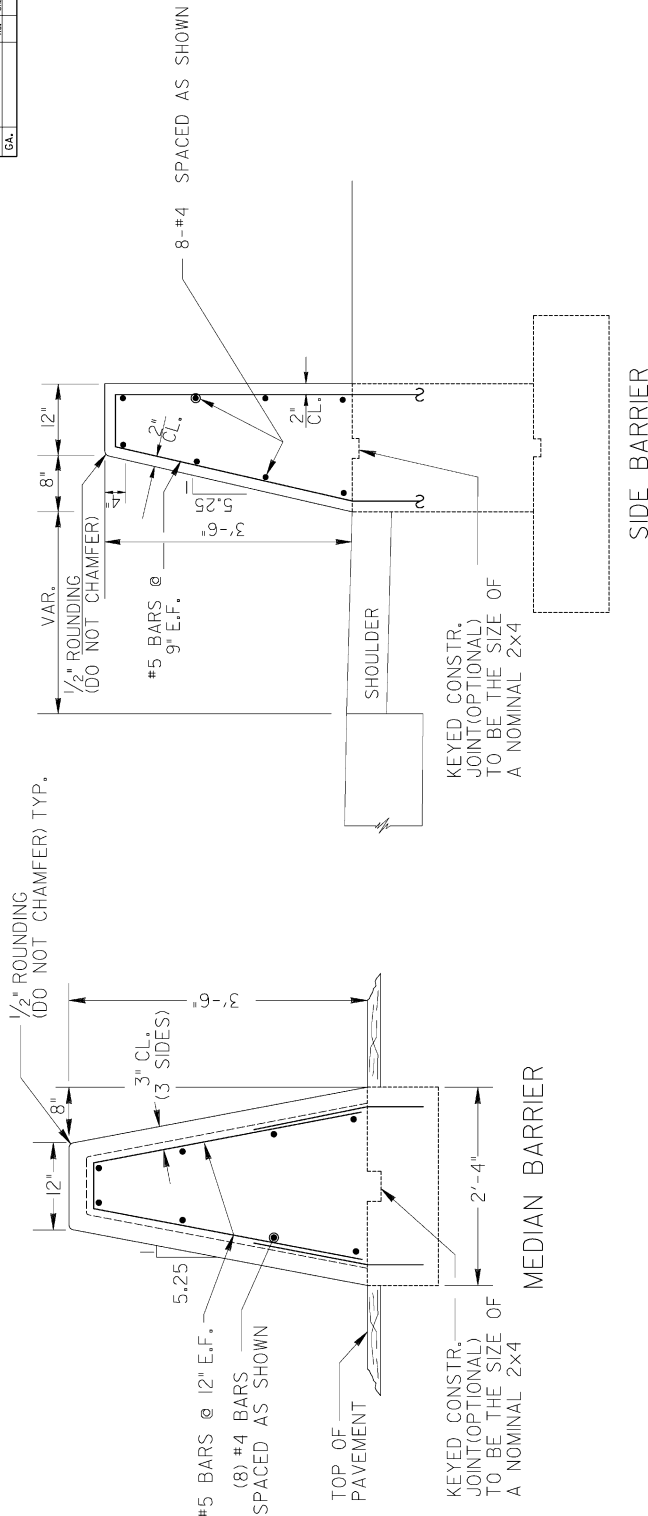 GA.
1/2" ROUNDING
(DO NOT CHAMFER) TYP.
12"
8"
3'-6"
3" CL.
(3 SIDES)
1
5.25
#5 BARS @ 12" E.F.
(8) #4 BARS
SPACED AS SHOWN
TOP OF
PAVEMENT
2'-4"
KEYED CONSTR.
JOINT(OPTIONAL)
TO BE THE SIZE OF
A NOMINAL 2x4
MEDIAN BARRIER
VAR.
8"
12"
1/2" ROUNDING
(DO NOT CHAMFER)
4"
2"
CL.
#5 BARS @
9" E.F.
1
5.25
3'-6"
8-#4 SPACED AS SHOWN
2"
CL.
SHOULDER
KEYED CONSTR.
JOINT(OPTIONAL)
TO BE THE SIZE OF
A NOMINAL 2x4
SIDE BARRIER